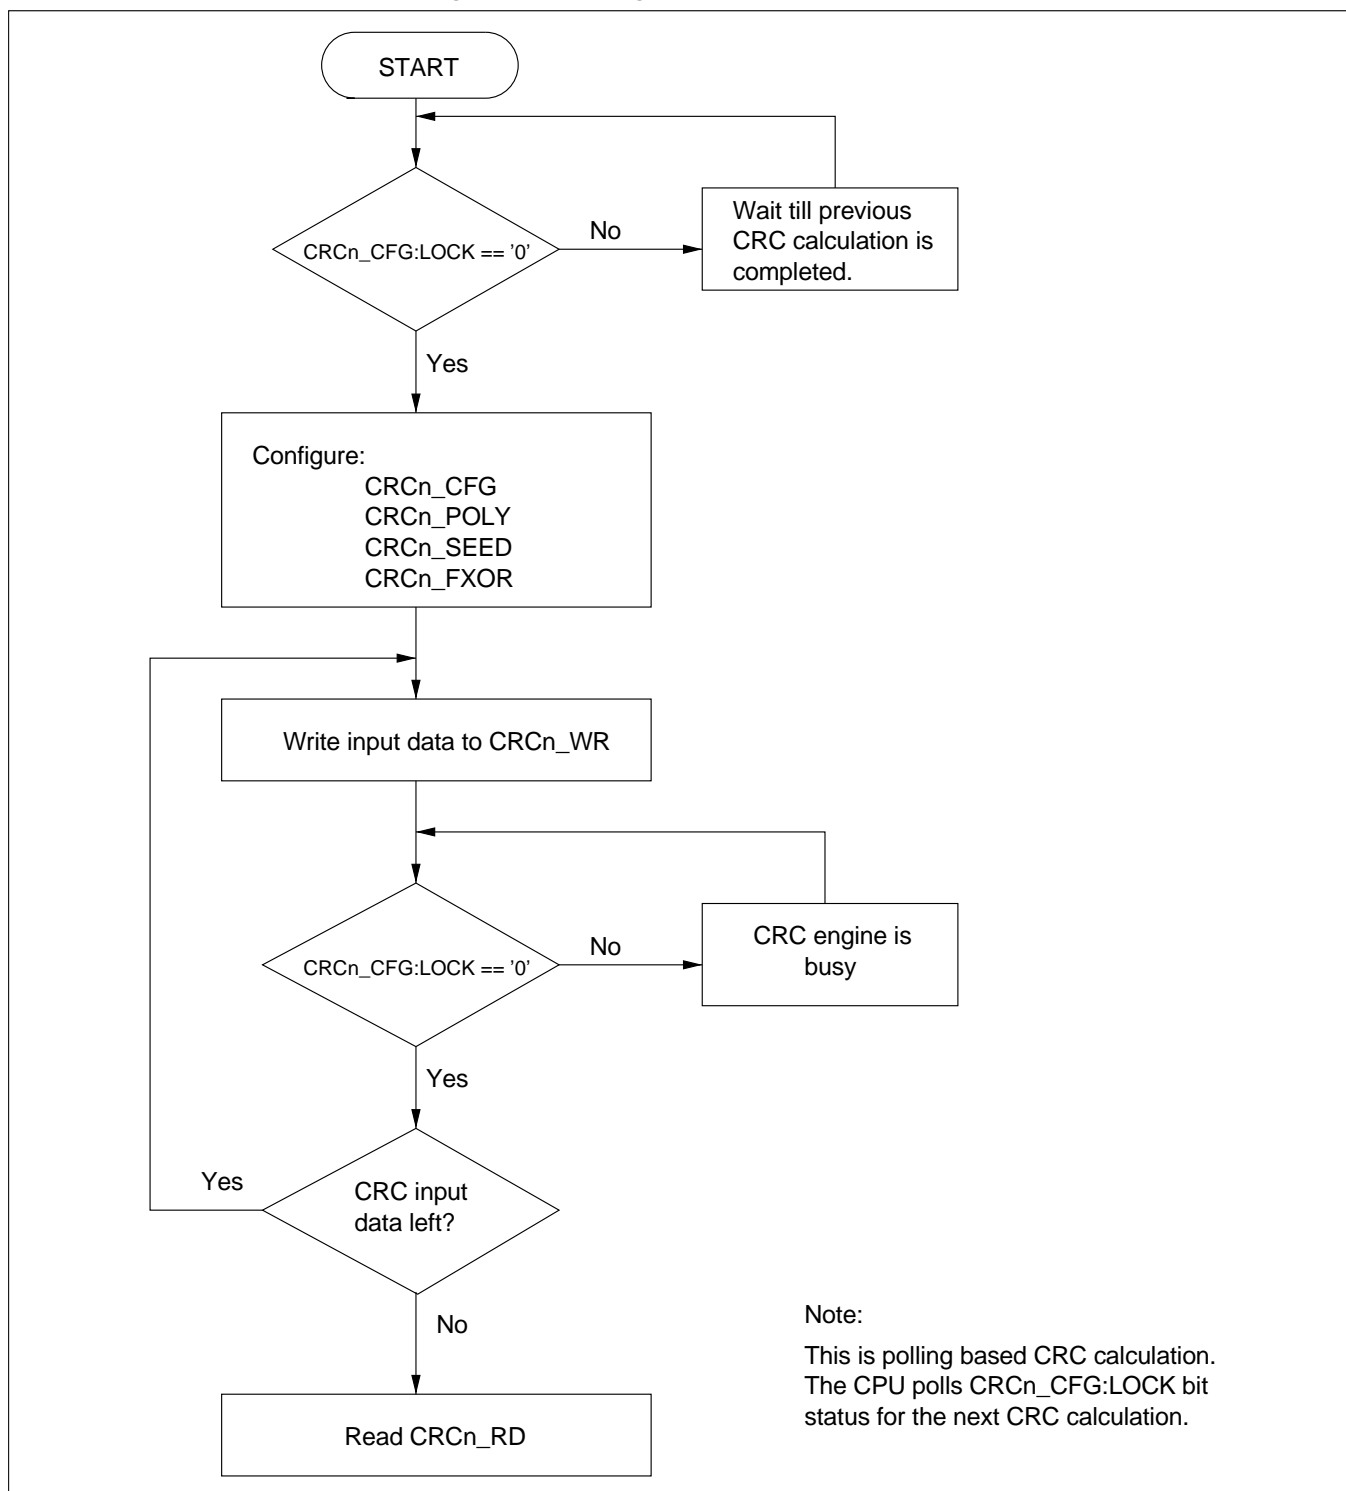 START
CRCn_CFG:LOCK == '0'
No
Wait till previous
CRC calculation is
completed.
Yes
Configure:
CRCn_CFG
CRCn_POLY
CRCn_SEED
CRCn_FXOR
Write input data to CRCn_WR
CRCn_CFG:LOCK == '0'
No
CRC engine is
busy
Yes
CRC input
data left?
Yes
No
Read CRCn_RD
Note:
This is polling based CRC calculation.
The CPU polls CRCn_CFG:LOCK bit
status for the next CRC calculation.